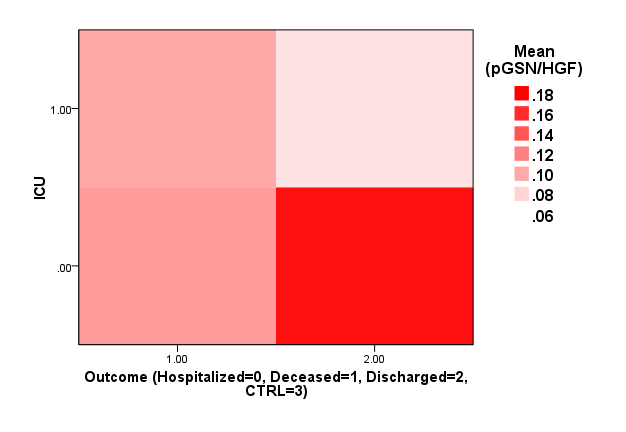 Mean
(pGSN/HGF)
.18
.16
.14
.12
.10
.08
.06
ICU
1.00
.00
1.00 2.00
Outcome (Hospitalized=0, Deceased=1, Discharged=2,
CTRL=3)